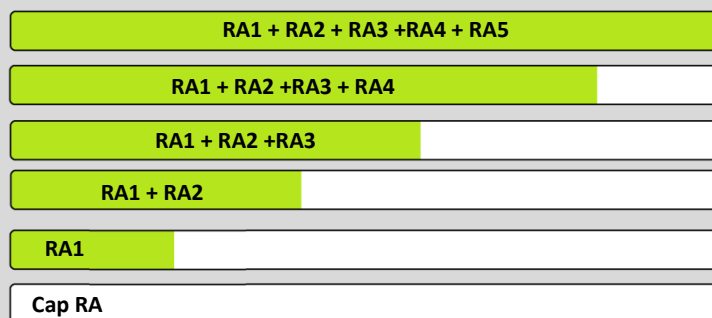 RA1 + RA2 + RA3 +RA4 + RA5
RA1 + RA2 +RA3 + RA4
RA1 + RA2 +RA3
RA1 + RA2
RA1
Cap RA